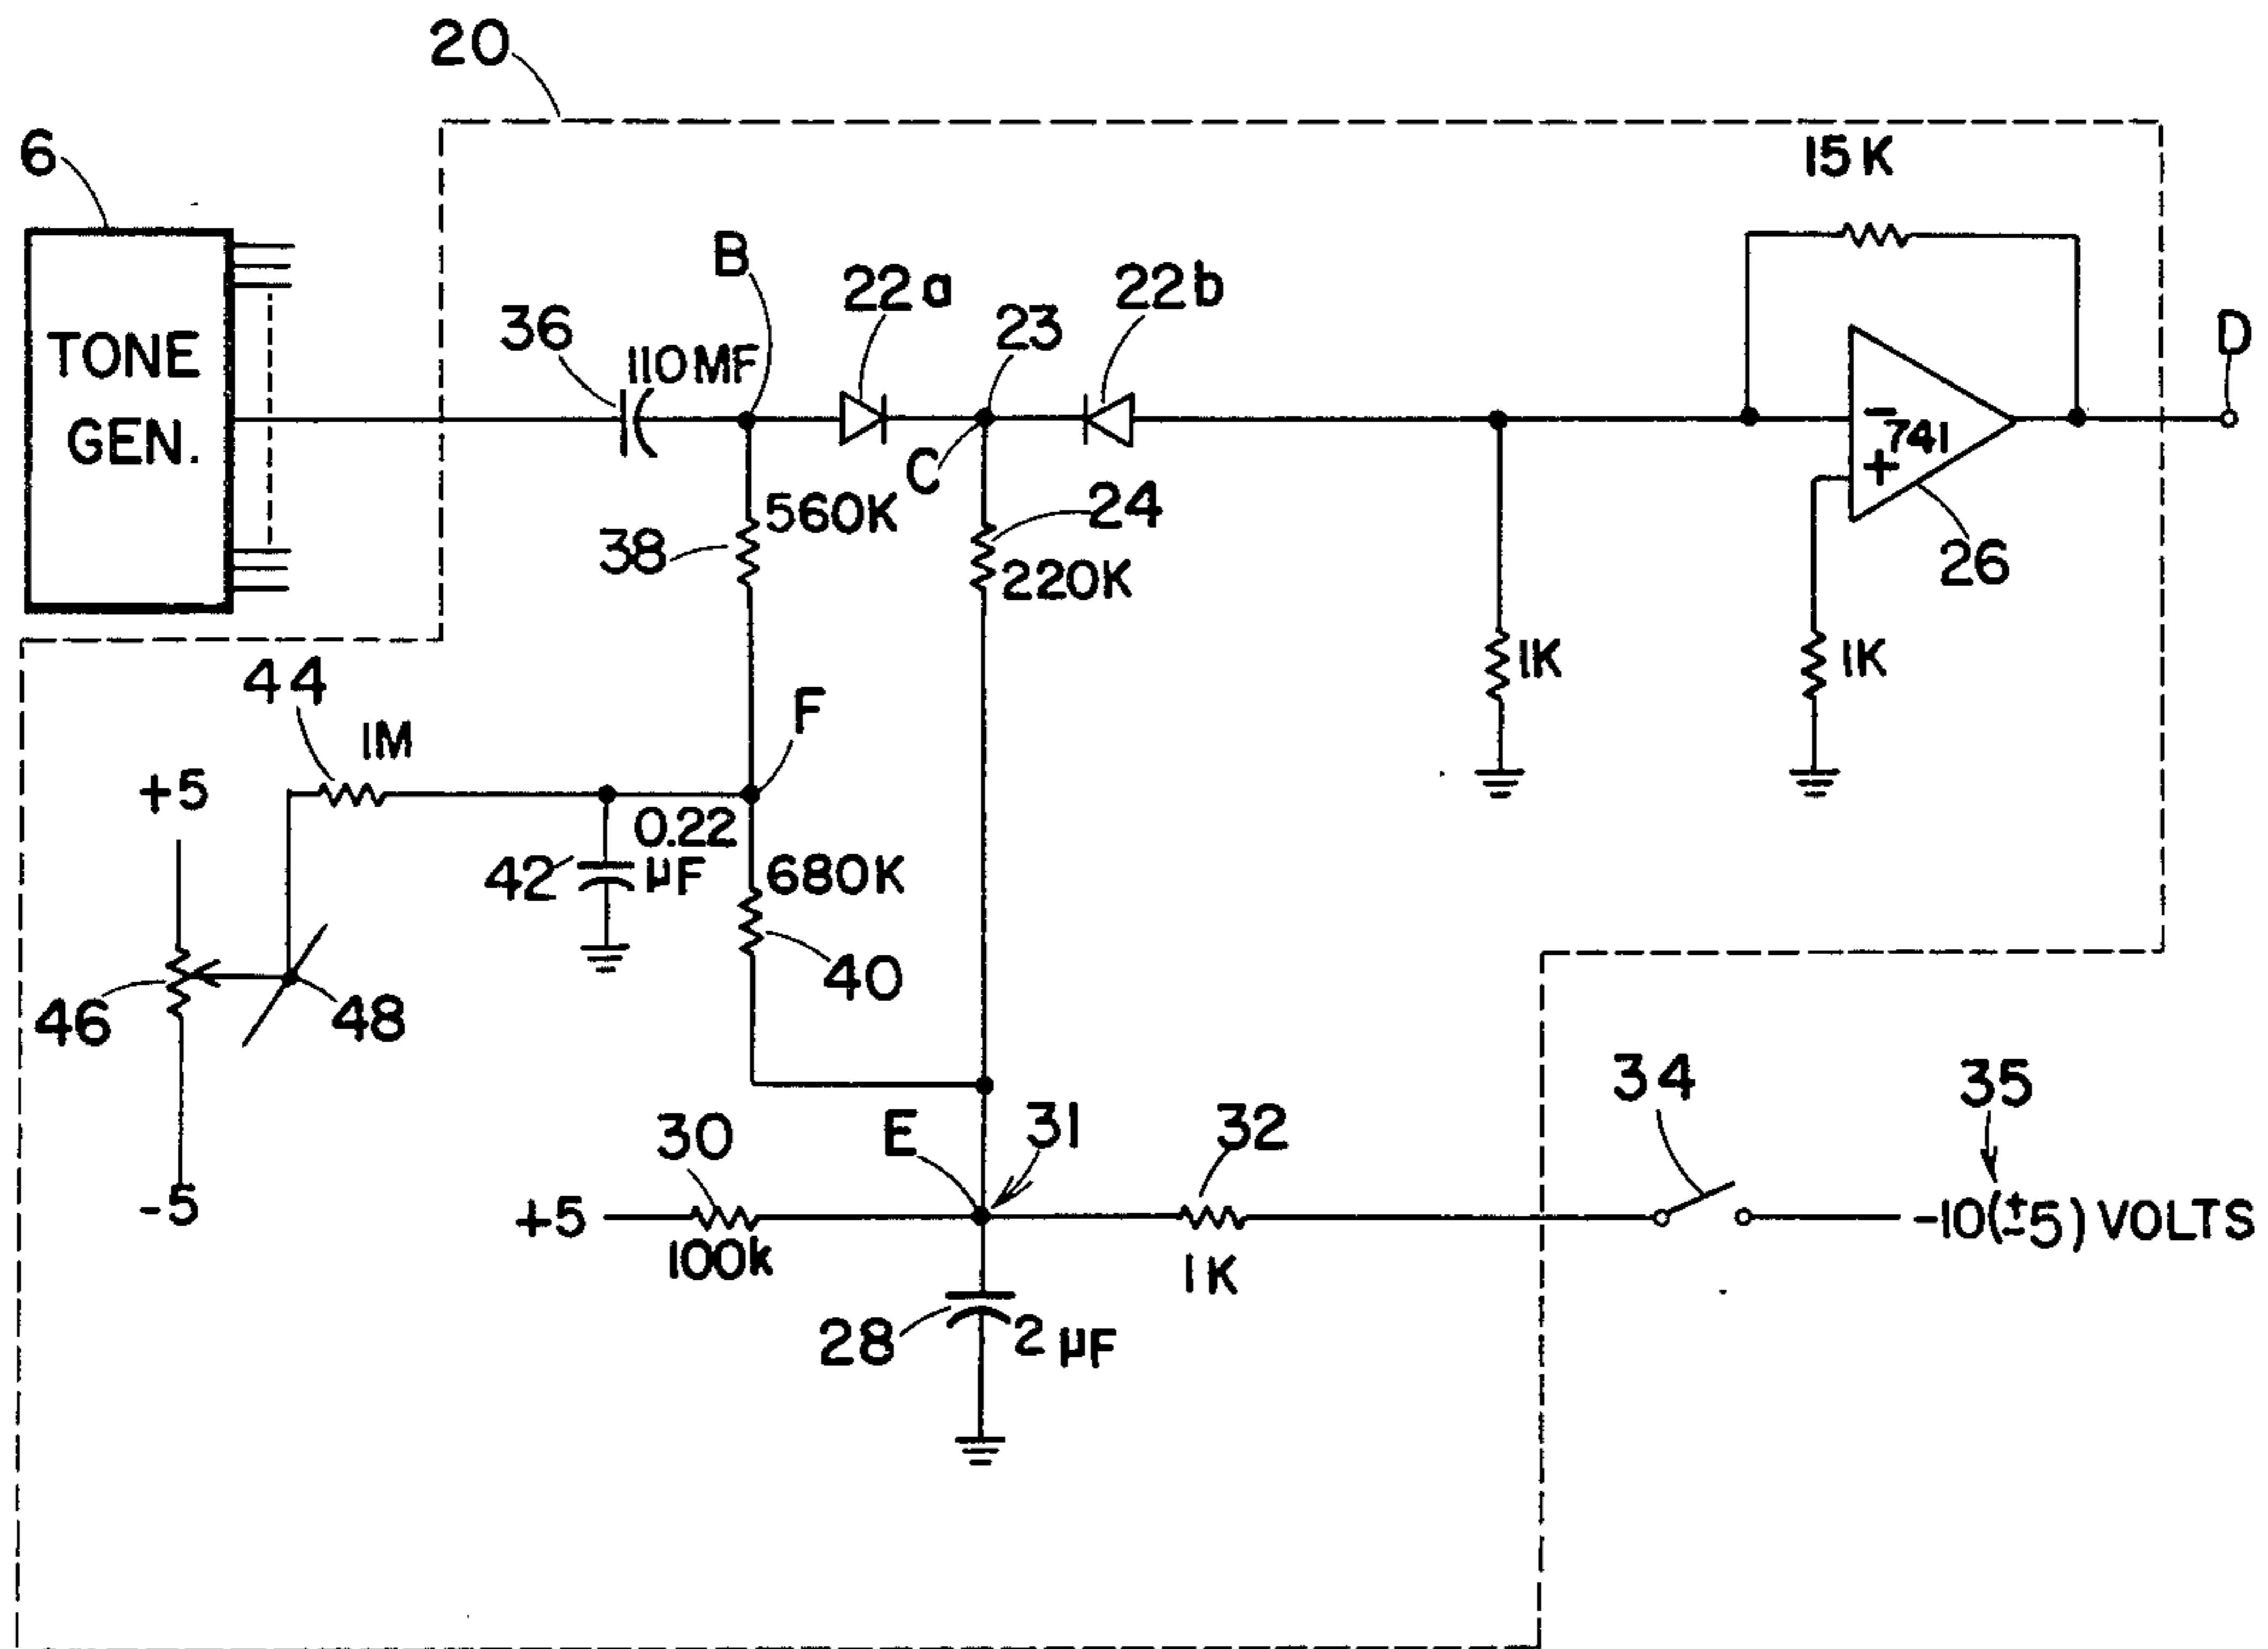 20
6
15K
TONE
GEN.
B
22a
22b
36
110MF
23
D
C
-
741
+
560K
24
38
220K
26
44
1M
F
1K
1K
+5
0.22
µF
42
680K
40
46
48
34
35
-5
30
E
31
32
+5
-10(±5) VOLTS
100k
1K
28
2 µF